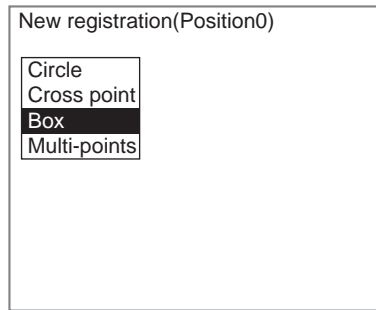 New registration(Position0)
Circle
Cross point
Box
Multi-points